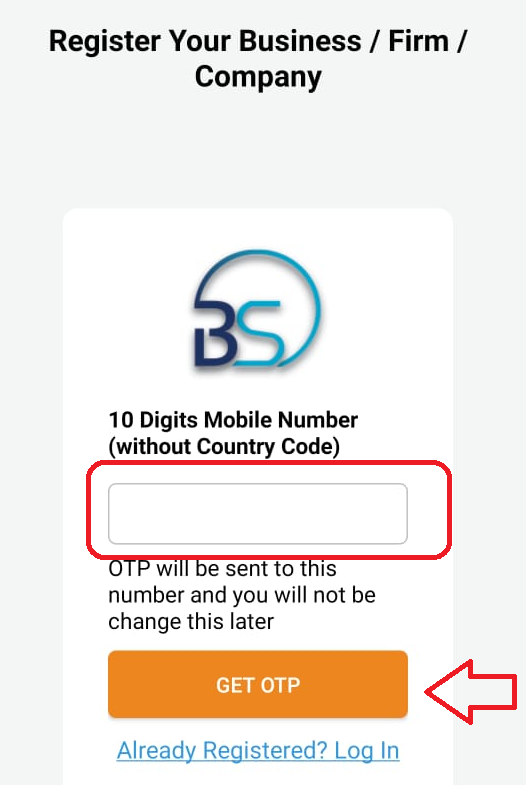 Register Your Business / Firm /
Company
BS
10 Digits Mobile Number
(without Country Code)
OTP will be sent to this
number and you will not be
change this later
GET OTP
Already Registered? Log In